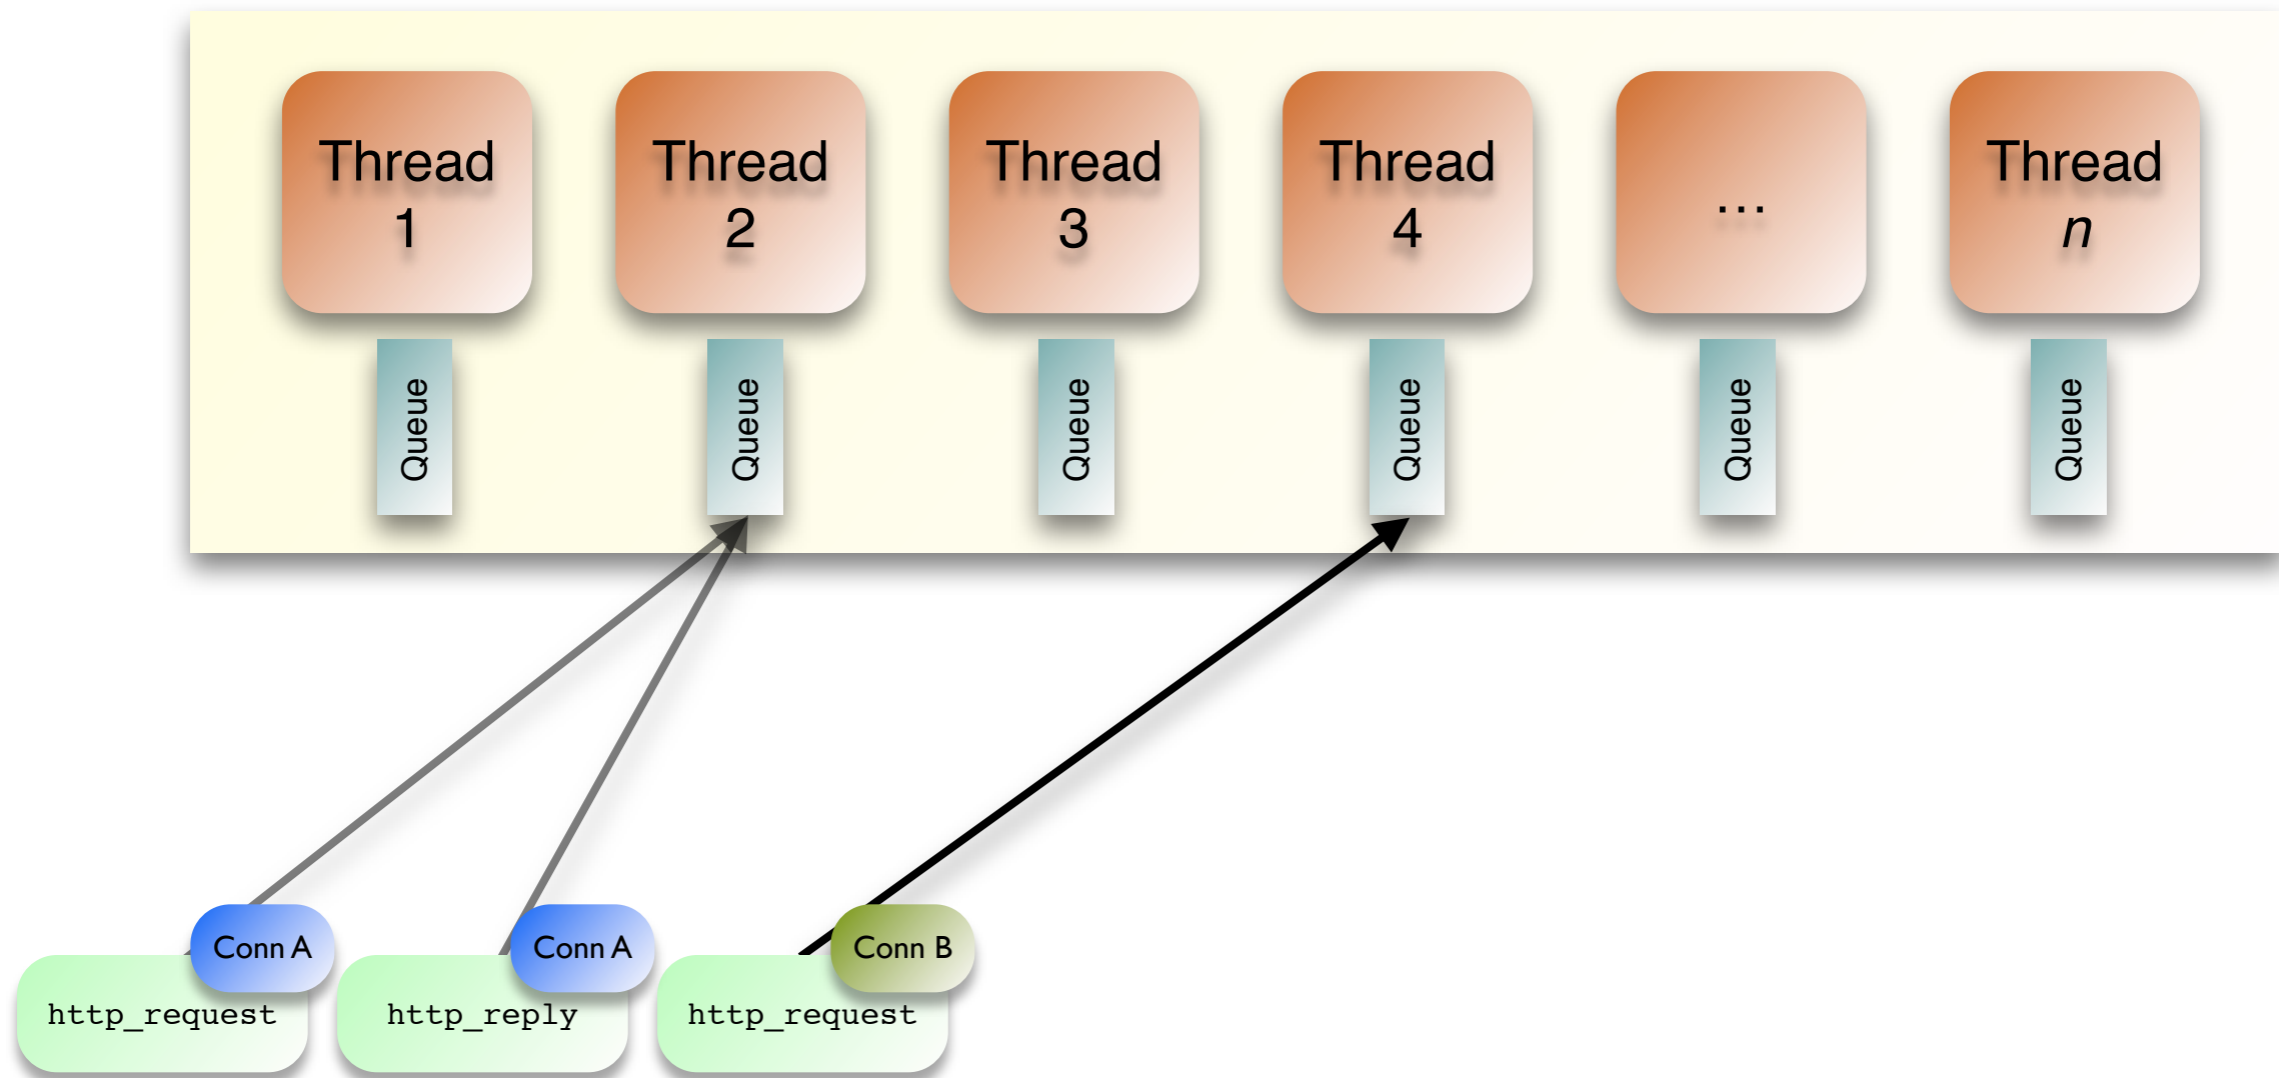 Thread
1
Thread
2
Thread
3
Thread
4
...
Thread
n
Queue
Queue
Queue
Queue
Queue
Queue
Conn A
http_request
Conn A
http_reply
Conn B
http_request